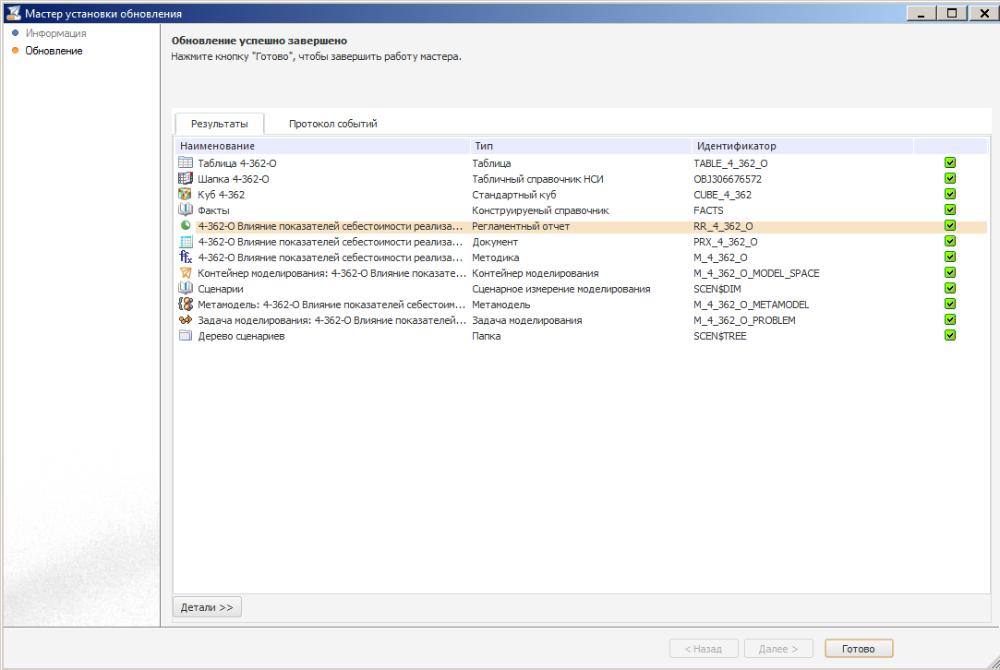 Мастер установки обновления
Информация
Обновление
Обновление успешно завершено
Нажмите кнопку "Готово", чтобы завершить работу мастера.
Результаты Протокол событий
Наименование Тип Идентификатор
Таблица 4-362-О Таблица TABLE_4_362_O
Шапка 4-362-О Табличный справочник НСИ OBJ306676572
Куб 4-362 Стандартный куб CUBE_4_362
Факты Конструируемый справочник FACTS
4-362-О Влияние показателей себестоимости реализа... Регламентный отчет RR_4_362_O
4-362-О Влияние показателей себестоимости реализа... Документ PRX_4_362_O
4-362-О Влияние показателей себестоимости реализа... Методика M_4_362_O
Контейнер моделирования: 4-362-О Влияние показате... Контейнер моделирования M_4_362_O_MODEL_SPACE
Сценарии Сценарное измерение моделирования SCEN$DIM
Метамодель: 4-362-О Влияние показателей себестоим... Метамодель M_4_362_O_METAMODEL
Задача моделирования: 4-362-О Влияние показателей... Задача моделирования M_4_362_O_PROBLEM
Дерево сценариев Папка SCEN$TREE
Детали >>
< Назад Далее > Готово